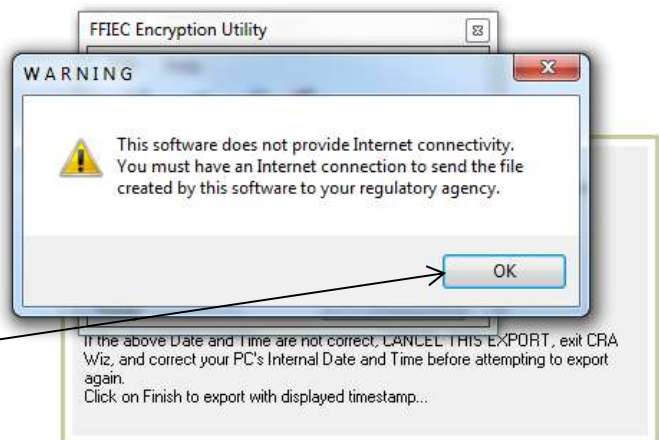 FFIEC Encryption Utility
WARNING
This software does not provide Internet connectivity.
You must have an Internet connection to send the file
created by this software to your regulatory agency.
OK
If the above Date and Time are not correct, CANCEL THIS EXPORT, exit CRA
Wiz, and correct your PC's Internal Date and Time before attempting to export
again.
Click on Finish to export with displayed timestamp...